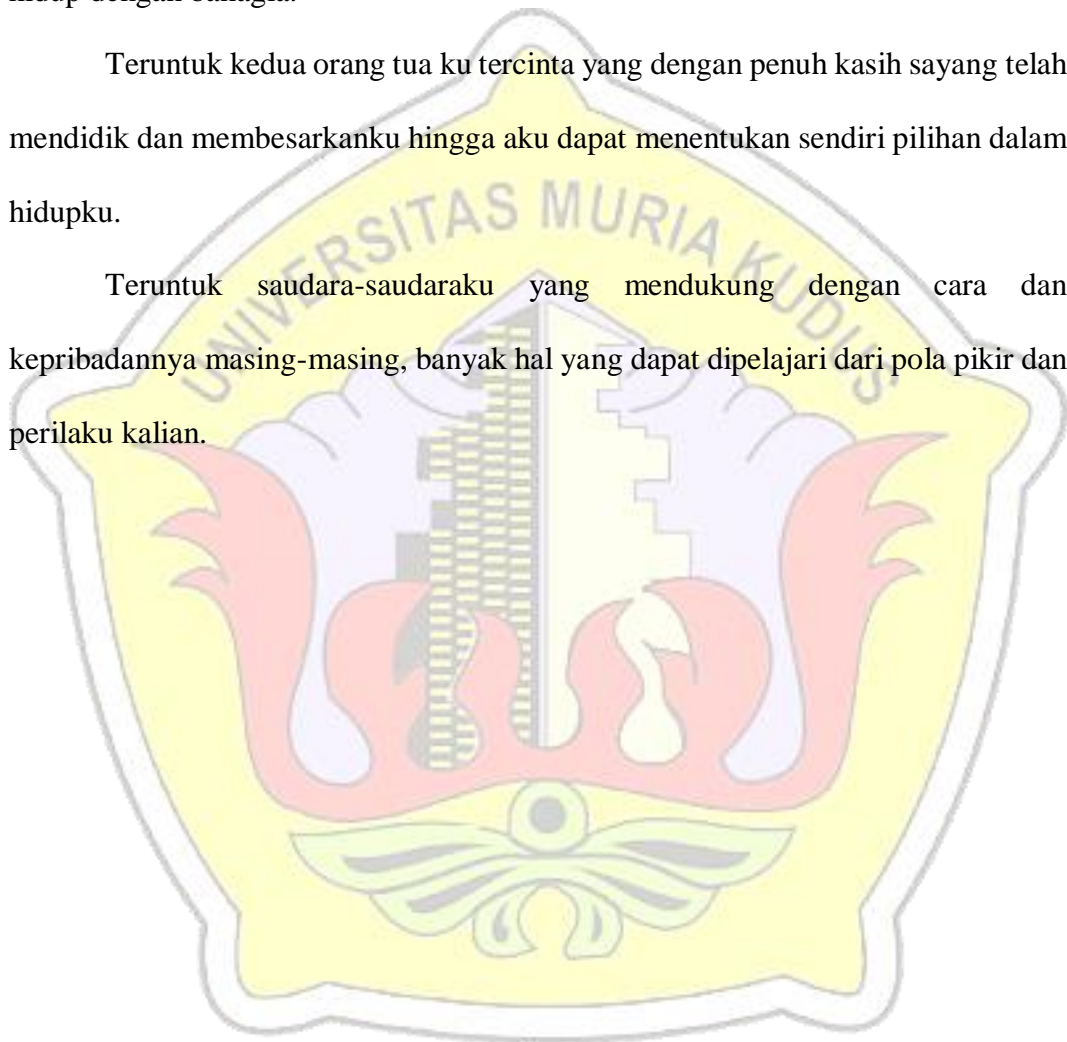 hidup dengan bahagia.
Teruntuk kedua orang tua ku tercinta yang dengan penuh kasih sayang telah
mendidik dan membesarkanku hingga aku dapat menentukan sendiri pilihan dalam
hidupku.
Teruntuk saudara-saudaraku yang mendukung dengan cara dan
kepribadannya masing-masing, banyak hal yang dapat dipelajari dari pola pikir dan
perilaku kalian.
UNIVERSITAS MURIA KUDUS